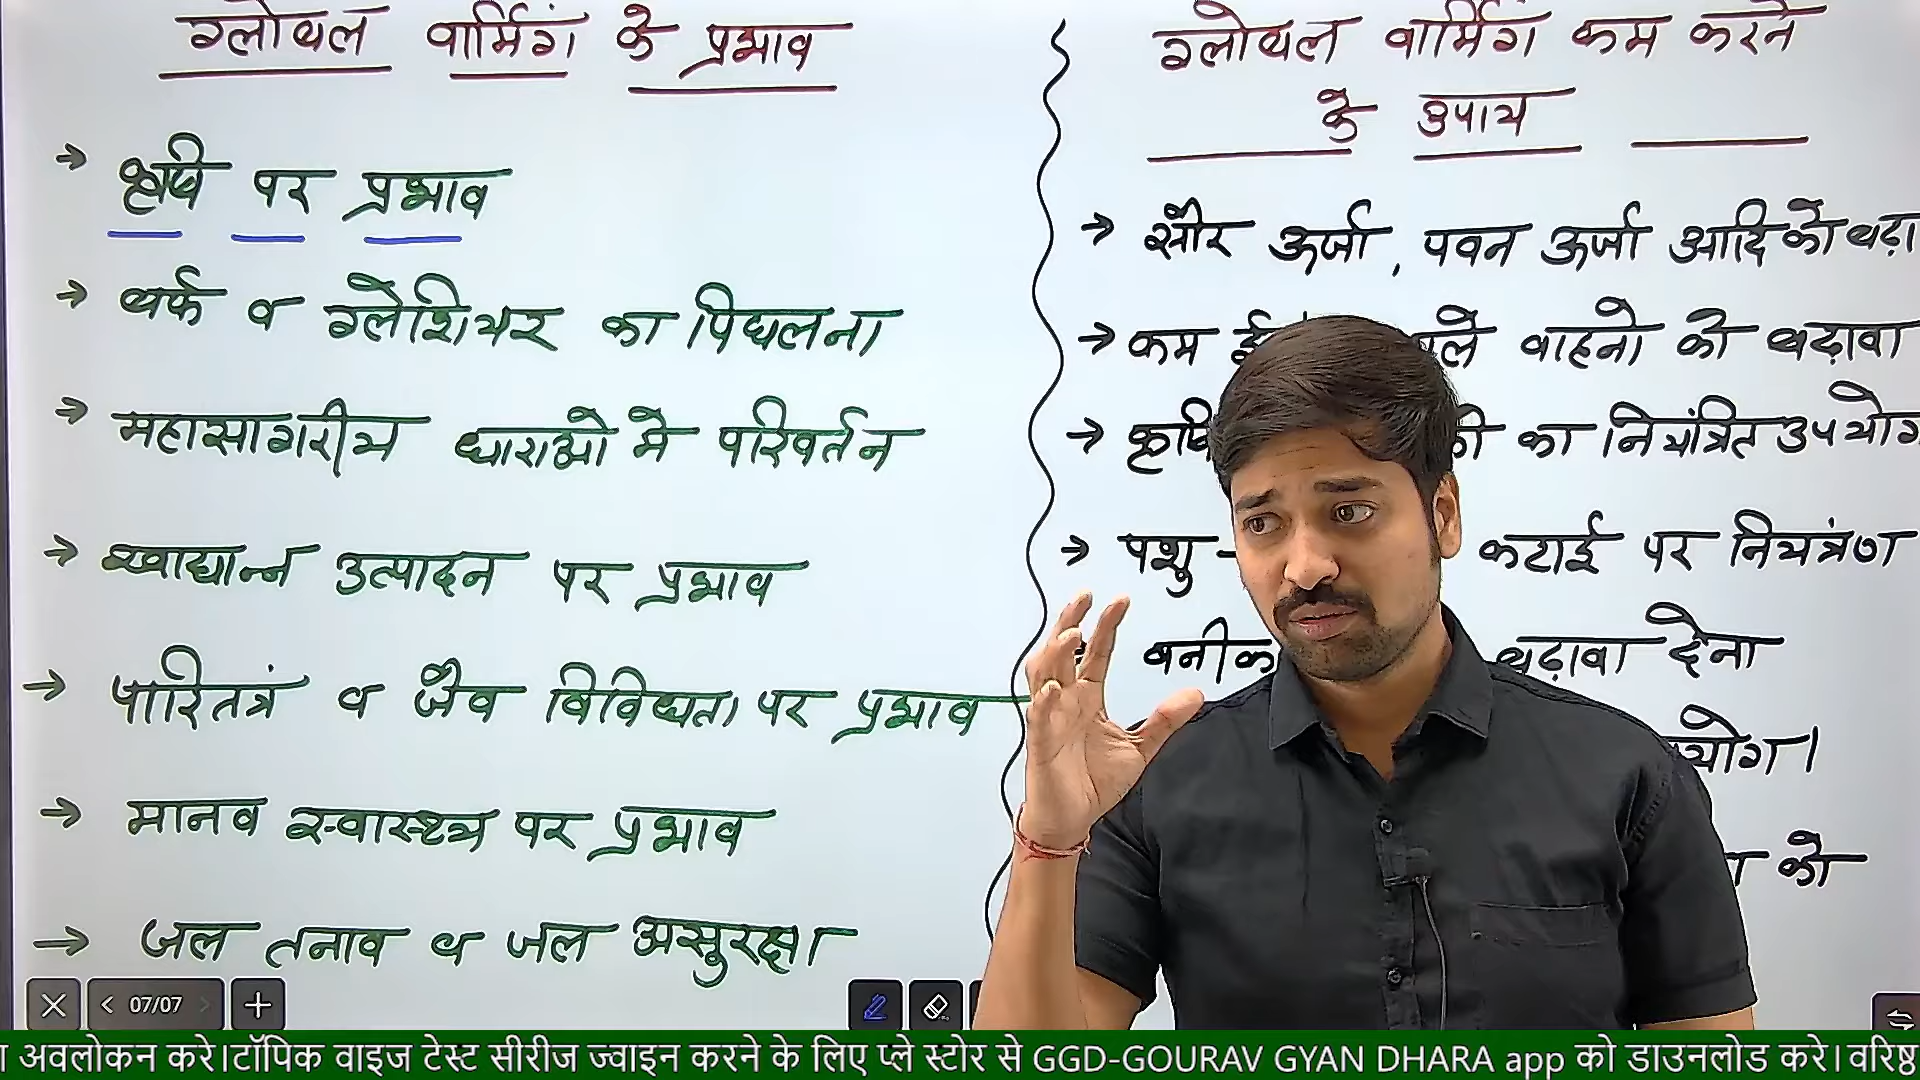 ग्लोबल वार्मिंग के प्रभाव
→ कृषि पर प्रभाव
→ बर्फ व ग्लेशियर का पिघलना
→ महासागरीय धाराओ मे परिवर्तन
→ खाद्यान्न उत्पादन पर प्रभाव
→ पारितत्रं व जैव विविधता पर प्रभाव
→ मानव स्वास्थ्य पर प्रभाव
→ जल तनाव व जल असुरक्षा
ग्लोबल वार्मिंग कम करने
के उपाय
→ सौर ऊर्जा, पवन ऊर्जा आदि को बढ़ा
→ कम वाहनो को बढ़ावा
→ का नियंत्रित उपयोग
→ पशु - कटाई पर नियंत्रण
बढ़ावा देना
को
07/07
अवलोकन करे।टॉपिक वाइज टेस्ट सीरीज ज्वाइन करने के लिए प्ले स्टोर से GGD-GOURAV GYAN DHARA app को डाउनलोड करे।वरिष्ठ